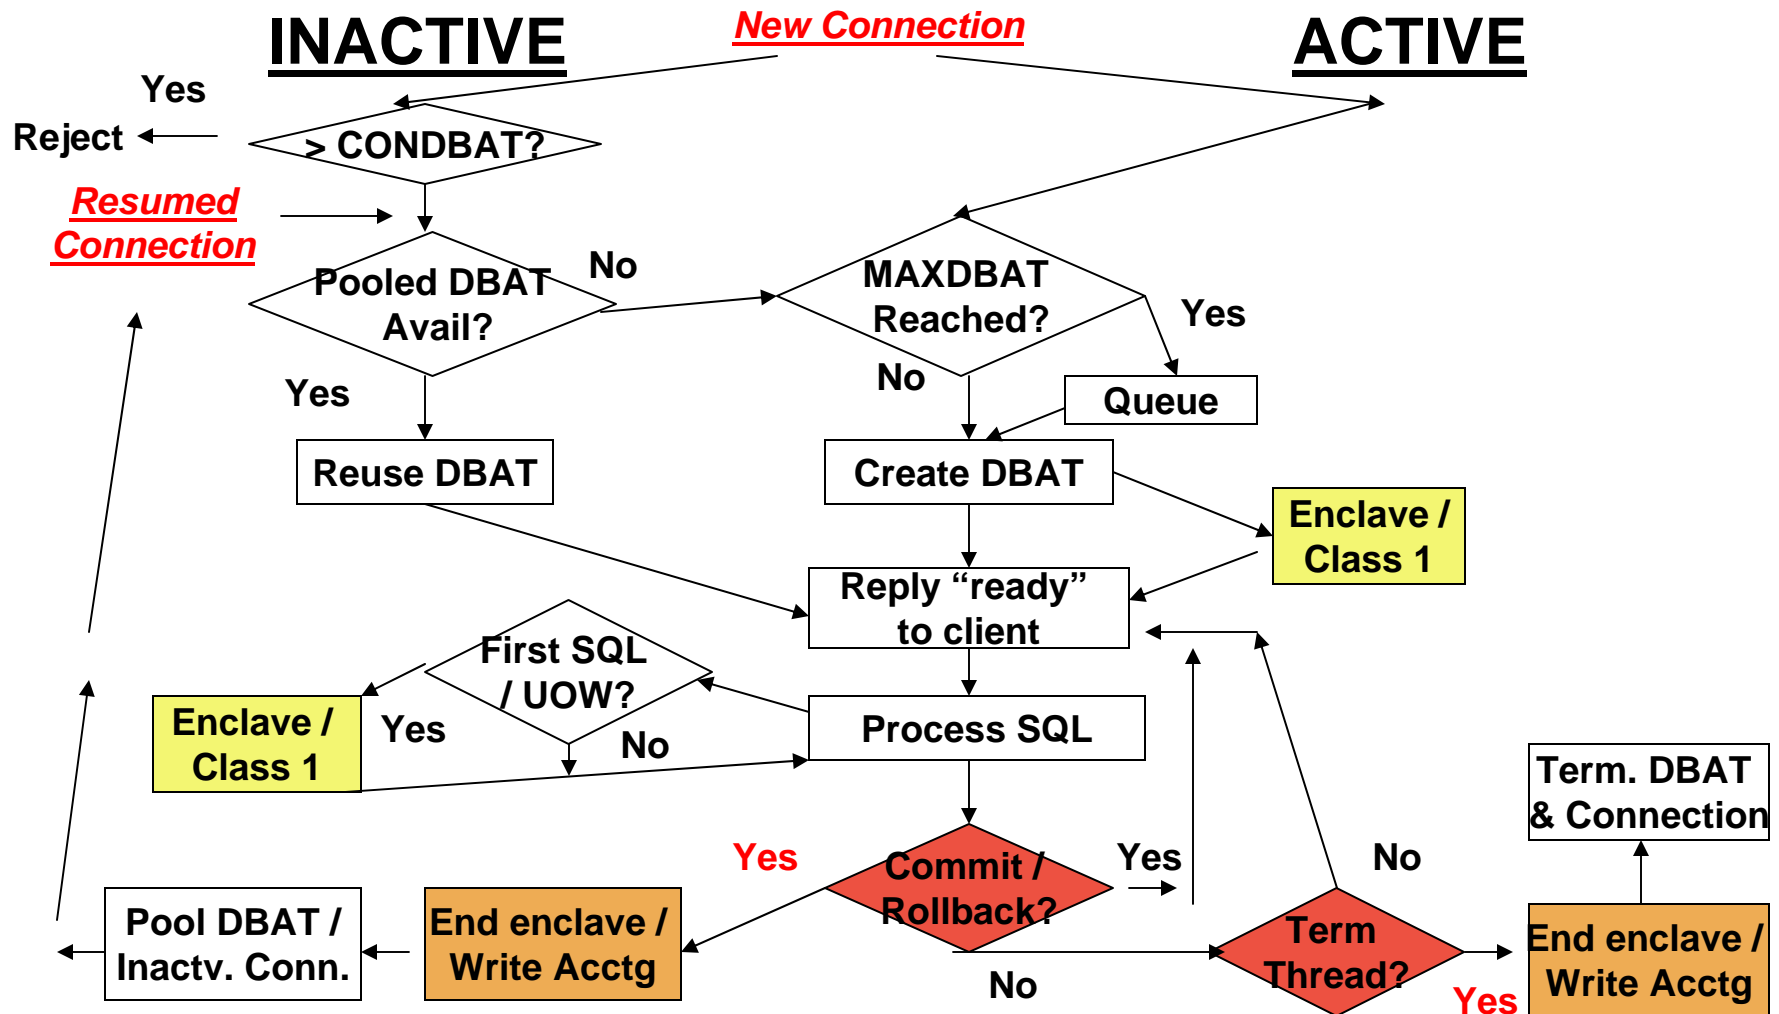 INACTIVE
New Connection
ACTIVE
Yes
Reject
> CONDBAT?
Resumed
Connection
No
Pooled DBAT
Avail?
MAXDBAT
Reached?
Yes
Yes
No
Queue
Reuse DBAT
Create DBAT
Enclave /
Class 1
Reply “ready”
to client
First SQL
/ UOW?
Enclave /
Class 1
Yes
No
Process SQL
Term. DBAT
& Connection
Yes
Commit /
Rollback?
Yes
No
Pool DBAT /
Inactv. Conn.
End enclave /
Write Acctg
No
Term
Thread?
Yes
End enclave /
Write Acctg